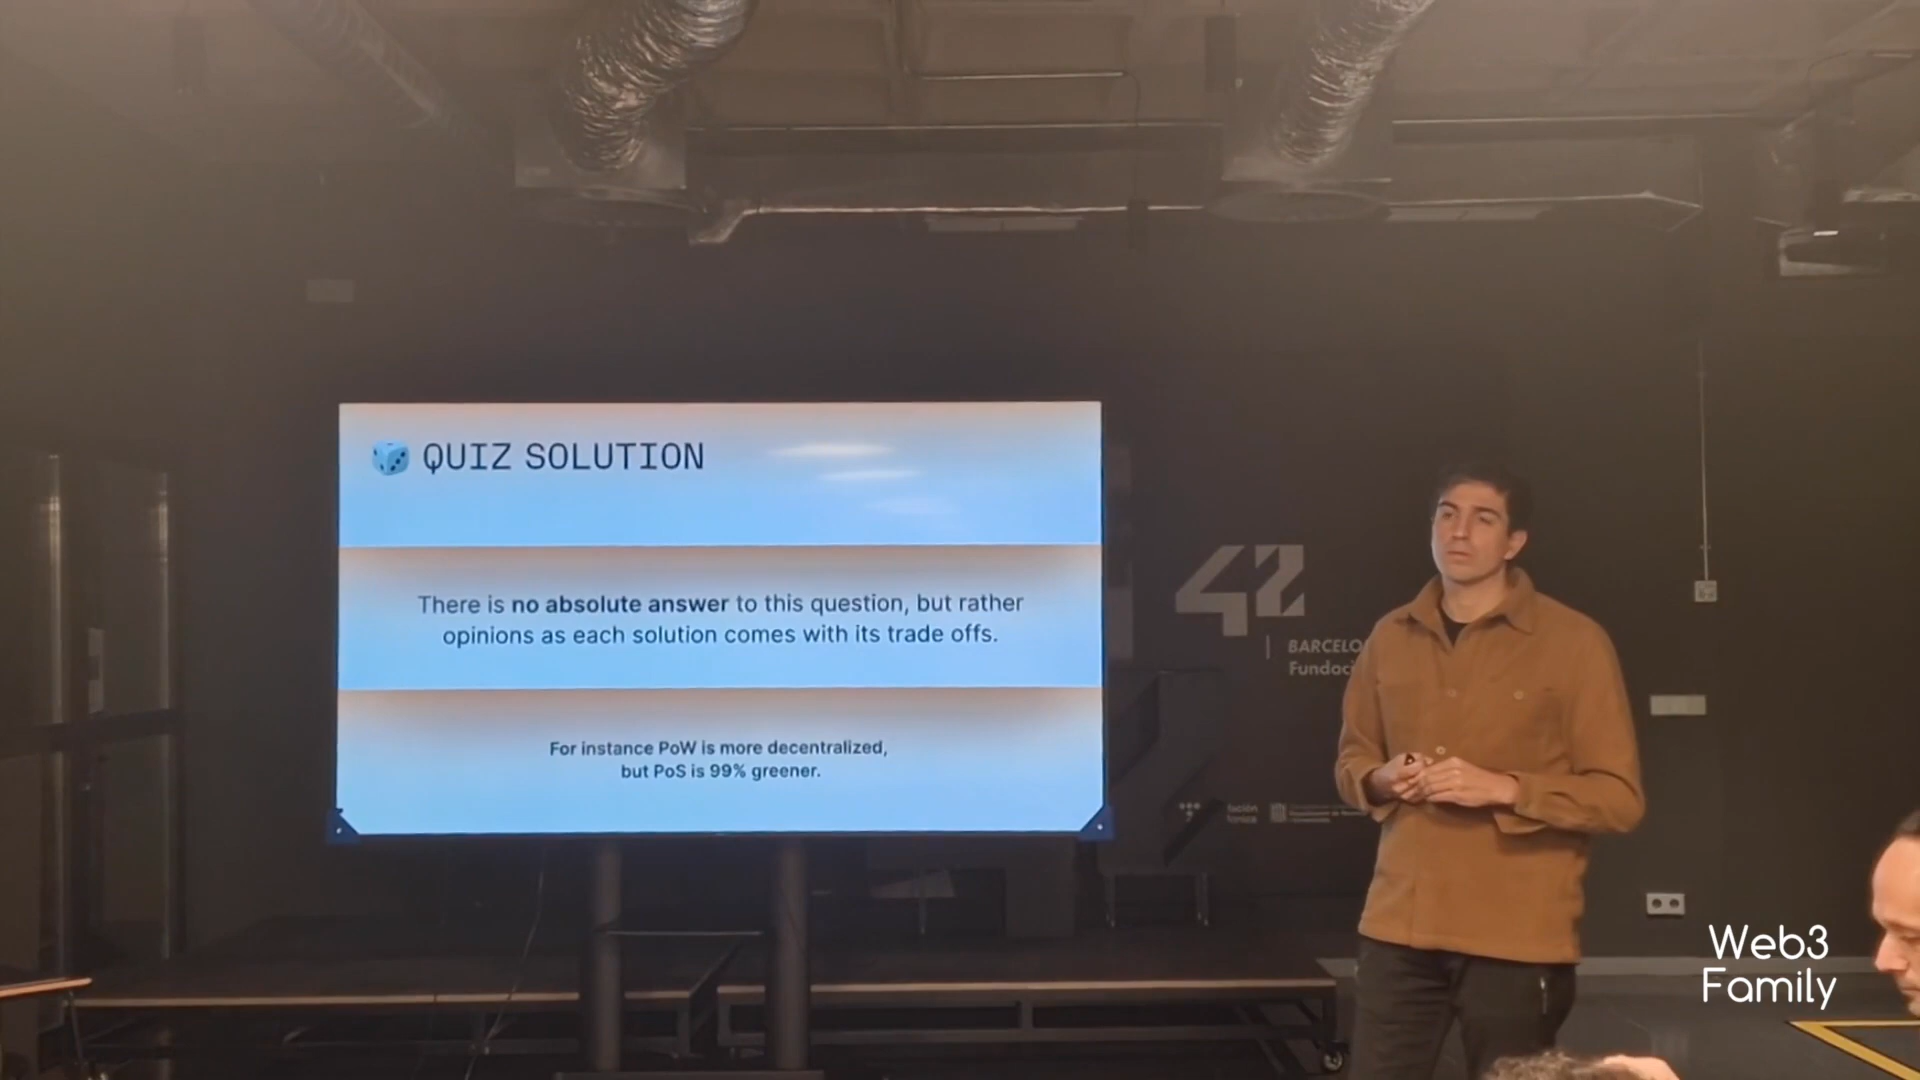 QUIZ SOLUTION
There is no absolute answer to this question, but rather
opinions as each solution comes with its trade offs.
For instance PoW is more decentralized,
but PoS is 99% greener.
42
BARCELO
Fundaci
Web3
Family